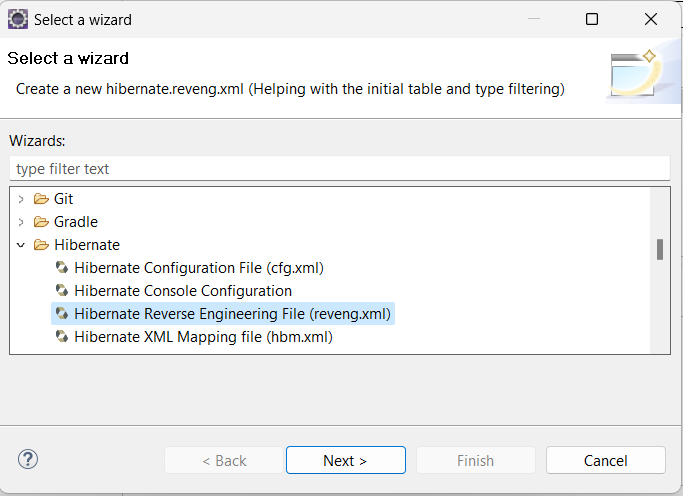 Select a wizard
Select a wizard
Create a new hibernate.reveng.xml (Helping with the initial table and type filtering)
Wizards:
type filter text
Git
Gradle
Hibernate
Hibernate Configuration File (cfg.xml)
Hibernate Console Configuration
Hibernate Reverse Engineering File (reveng.xml)
Hibernate XML Mapping file (hbm.xml)
? < Back Next > Finish Cancel